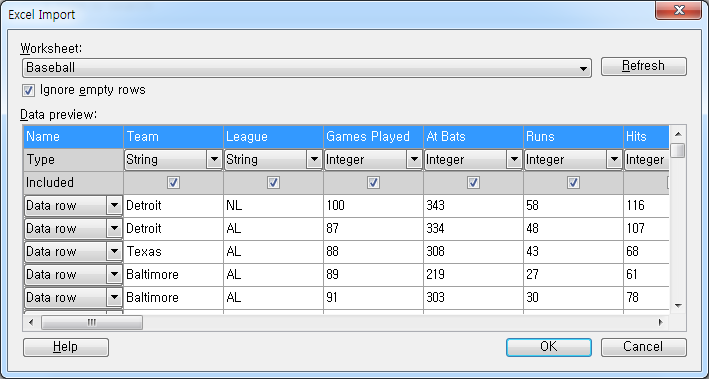 Excel Import
Worksheet:
Baseball
Refresh
Ignore empty rows
Data preview:
Name Team League Games Played At Bats Runs Hits
Type String String Integer Integer Integer Integer
Included
Data row Detroit NL 100 343 58 116
Data row Detroit AL 87 334 48 107
Data row Texas AL 88 308 43 68
Data row Baltimore AL 89 219 27 61
Data row Baltimore AL 91 303 30 78
Help OK Cancel